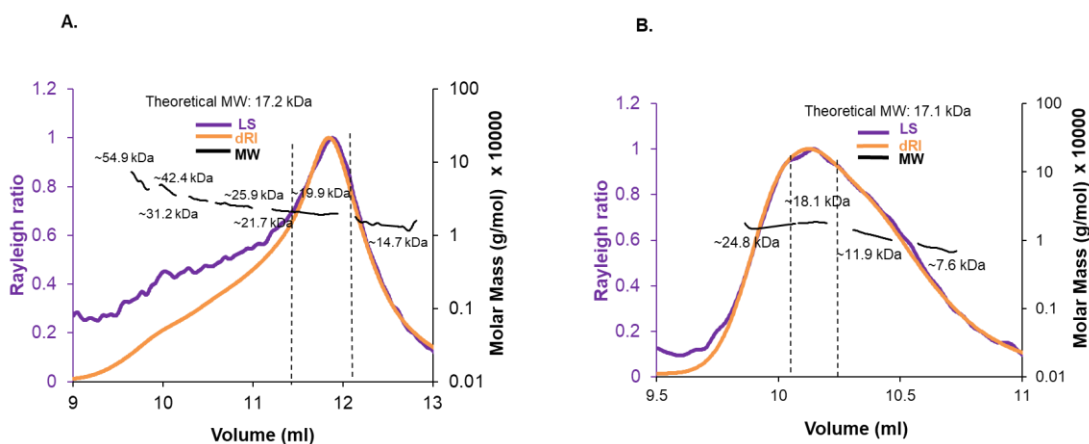 A.
Theoretical MW: 17.2 kDa
LS
dRI
MW
~54.9 kDa
~42.4 kDa
~31.2 kDa
~25.9 kDa
~21.7 kDa
~19.9 kDa
~14.7 kDa
Rayleigh ratio
1.2
1
0.8
0.6
0.4
0.2
0
9
10
11
12
13
Volume (ml)
100
10
1
0.1
0.01
Molar Mass (g/mol) x 10000
B.
Theoretical MW: 17.1 kDa
LS
dRI
MW
~24.8 kDa
~18.1 kDa
~11.9 kDa
~7.6 kDa
Rayleigh ratio
1.2
1
0.8
0.6
0.4
0.2
0
9.5
10
10.5
11
Volume (ml)
100
10
1
0.1
0.01
Molar Mass (g/mol) x 10000